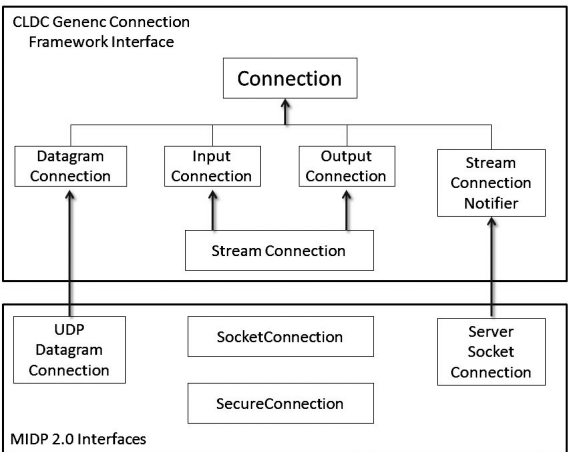 CLDC Genenc Connection
Framework Interface
Connection
Datagram
Connection
Input
Connection
Output
Connection
Stream
Connection
Notifier
Stream Connection
UDP
Datagram
Connection
SocketConnection
Server
Socket
Connection
SecureConnection
MIDP 2.0 Interfaces